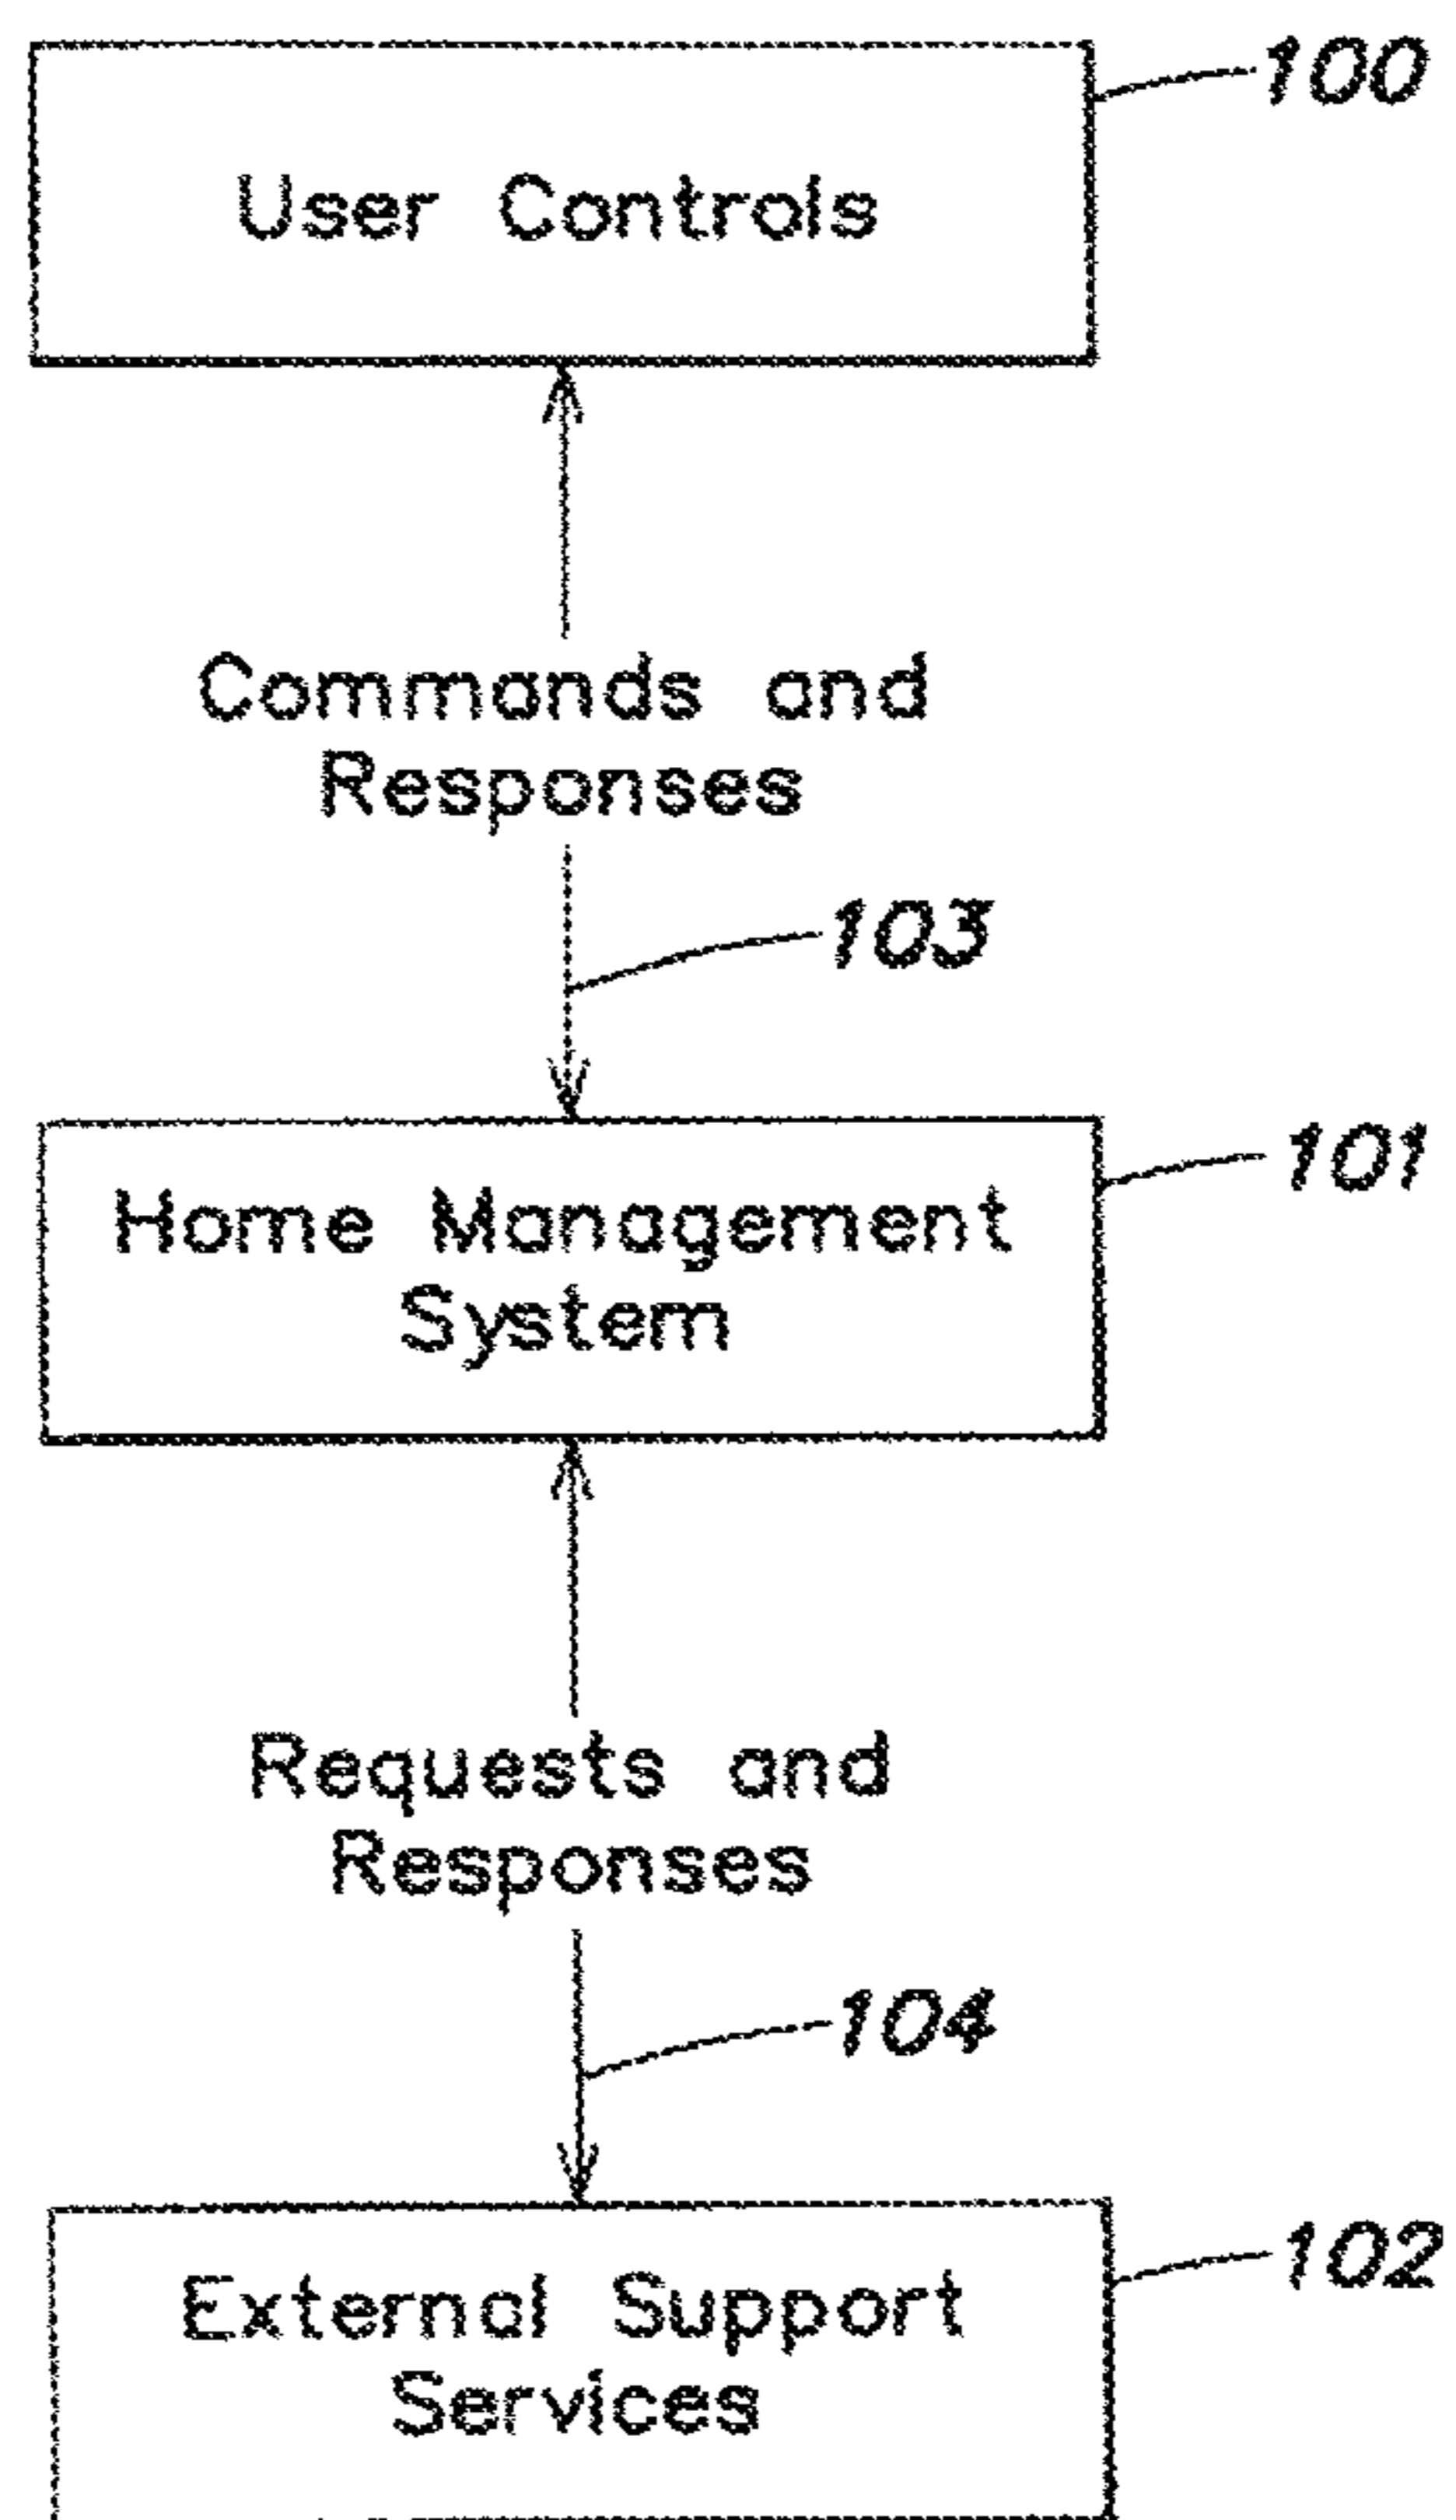 100
User Controls
Commands and
Responses
103
101
Home Management
System
Requests and
Responses
104
102
External Support
Services